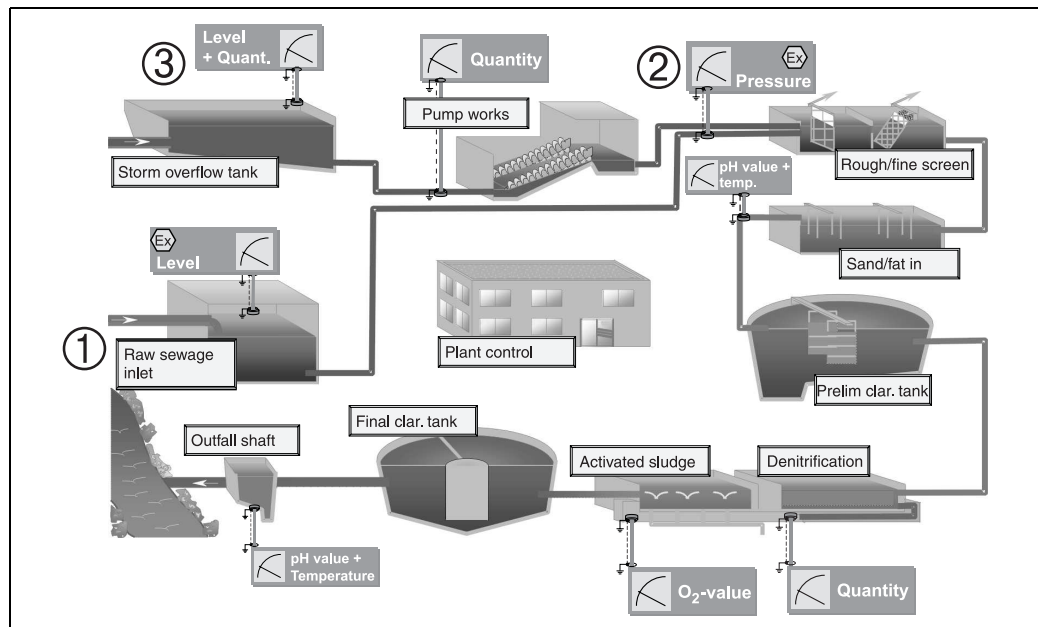 3
Level
+ Quant.
Quantity
2
Ex
Pressure
Pump works
Storm overflow tank
Rough/fine screen
pH value +
temp.
Ex
Level
Sand/fat in
1
Raw sewage
inlet
Plant control
Prelim clar. tank
Final clar. tank
Outfall shaft
Activated sludge
Denitrification
pH value +
Temperature
O₂-value
Quantity